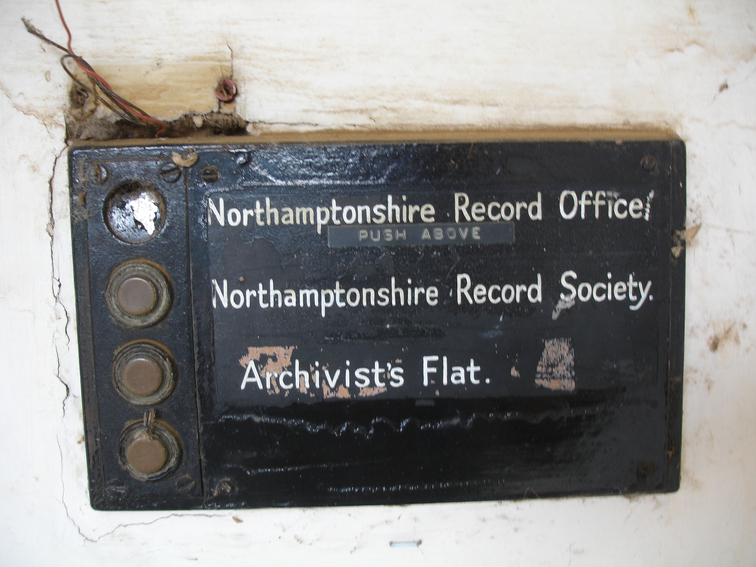 Northamptonshire Record Office.
PUSH ABOVE
Northamptonshire Record Society.
Archivist's Flat.